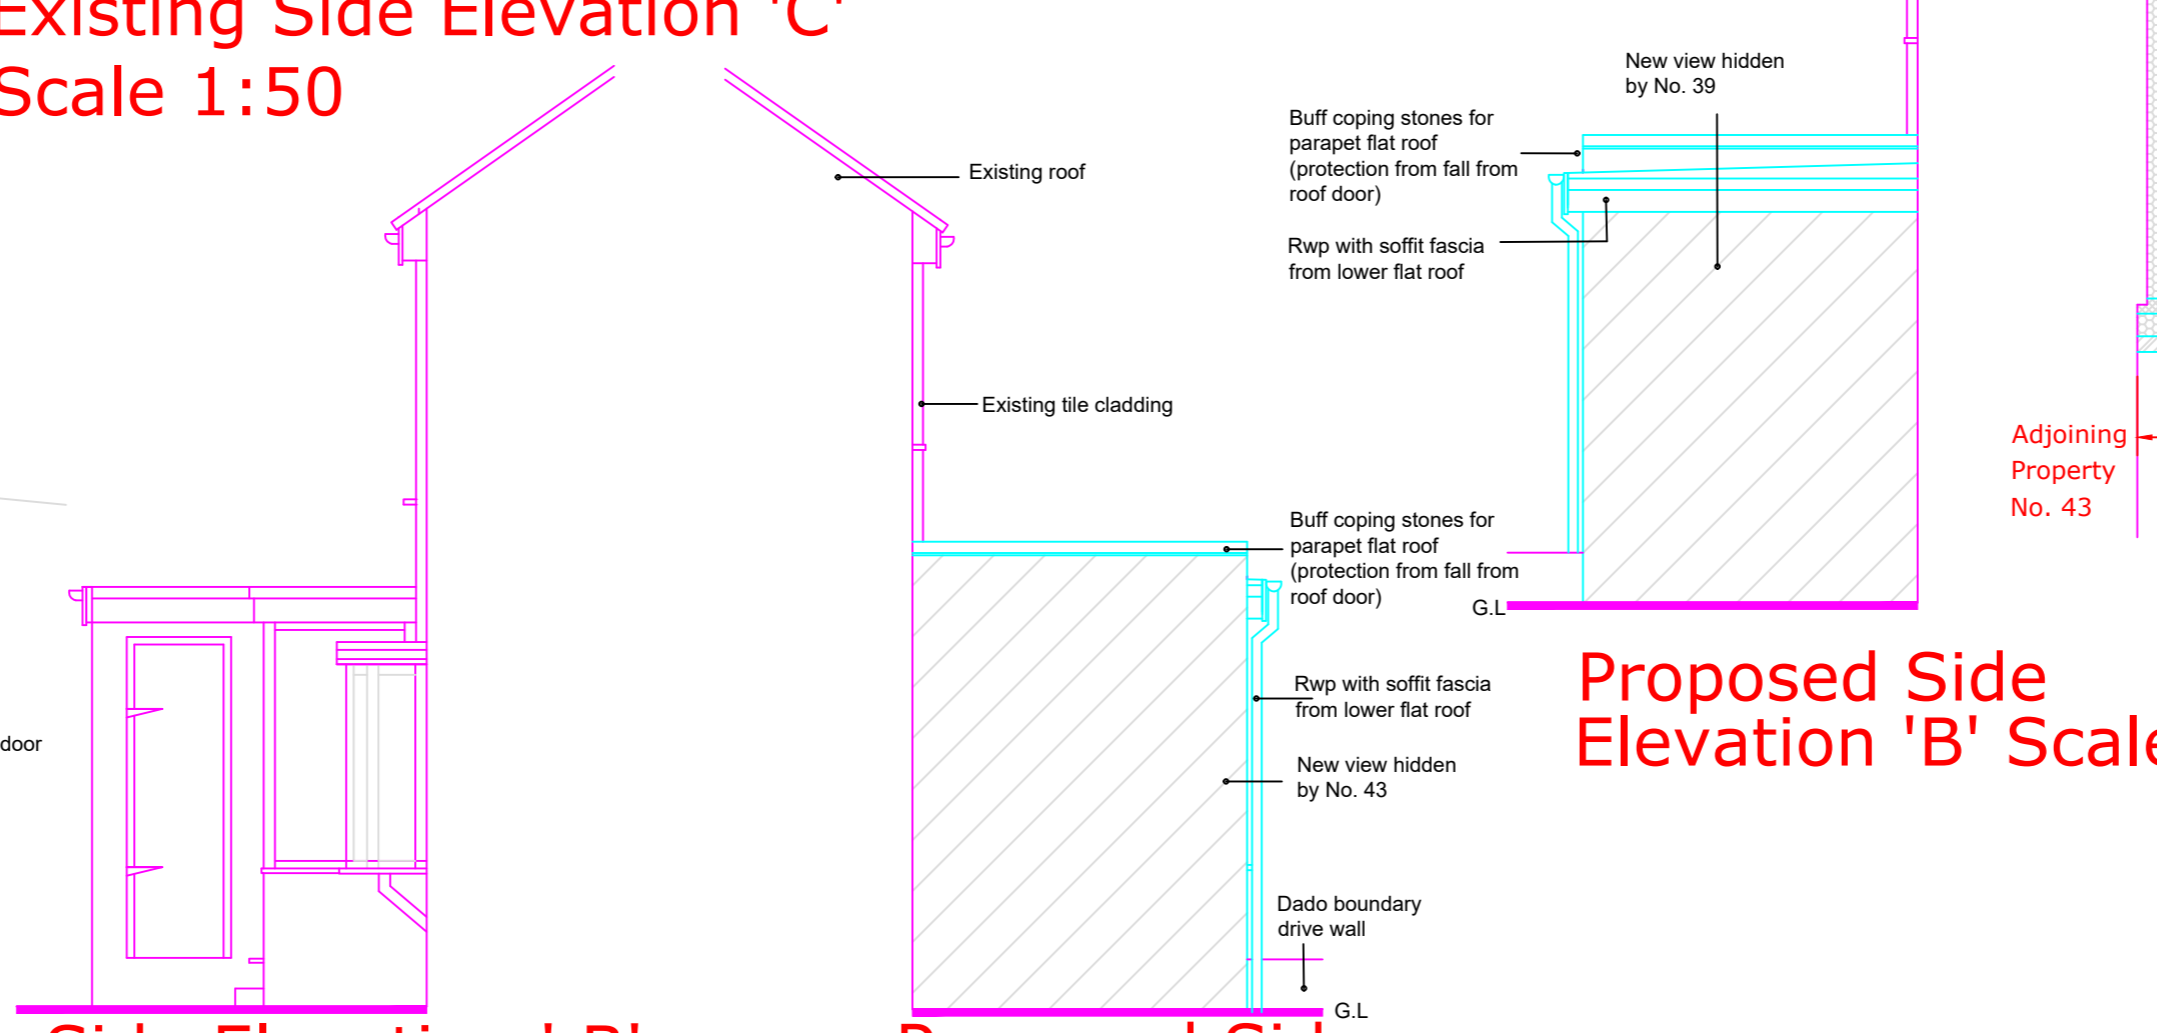 Existing Side Elevation 'C'
Scale 1:50
Existing roof
Existing tile cladding
Buff coping stones for
parapet flat roof
(protection from fall from
roof door)
Rwp with soffit fascia
from lower flat roof
New view hidden
by No. 43
Dado boundary
drive wall
G.L
door
Side Elevation 'B'
Proposed Side
New view hidden
by No. 39
Buff coping stones for
parapet flat roof
(protection from fall from
roof door)
Rwp with soffit fascia
from lower flat roof
G.L
Proposed Side
Elevation 'B' Scale
Adjoining
Property
No. 43